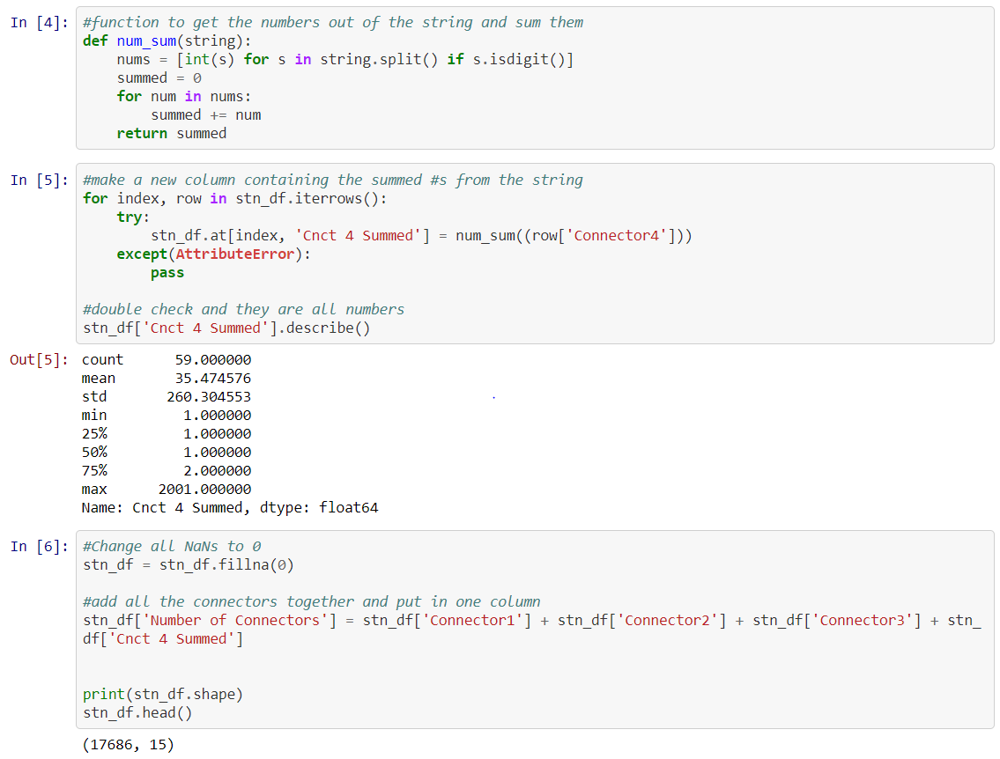 In [4]: #function to get the numbers out of the string and sum them
def num_sum(string):
    nums = [int(s) for s in string.split() if s.isdigit()]
    summed = 0
    for num in nums:
        summed += num
    return summed
In [5]: #make a new column containing the summed #s from the string
for index, row in stn_df.iterrows():
    try:
        stn_df.at[index, 'Cnct 4 Summed'] = num_sum((row['Connector4']))
    except(AttributeError):
        pass
#double check and they are all numbers
stn_df['Cnct 4 Summed'].describe()
Out[5]: count      59.000000
mean       35.474576
std       260.304553
min         1.000000
25%         1.000000
50%         1.000000
75%         2.000000
max      2001.000000
Name: Cnct 4 Summed, dtype: float64
In [6]: #Change all NaNs to 0
stn_df = stn_df.fillna(0)
#add all the connectors together and put in one column
stn_df['Number of Connectors'] = stn_df['Connector1'] + stn_df['Connector2'] + stn_df['Connector3'] + stn_
df['Cnct 4 Summed']
print(stn_df.shape)
stn_df.head()
(17686, 15)